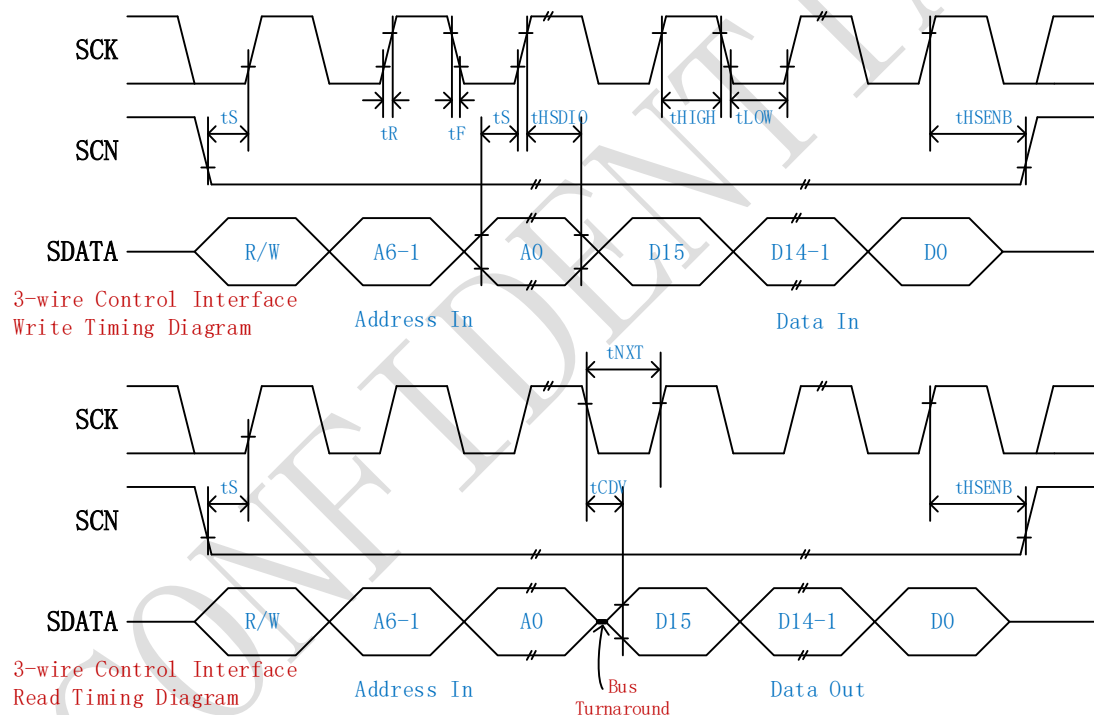 SCK
tS
tR
tF
tS
tHSDIO
tHIGH
tLOW
tHSENB
SCN
SDATA
R/W
A6-1
A0
D15
D14-1
D0
3-wire Control Interface
Write Timing Diagram
Address In
Data In
tNXT
SCK
tS
tCDV
tHSENB
SCN
SDATA
R/W
A6-1
A0
D15
D14-1
D0
3-wire Control Interface
Read Timing Diagram
Address In
Bus
Turnaround
Data Out
CONFIDENTIA